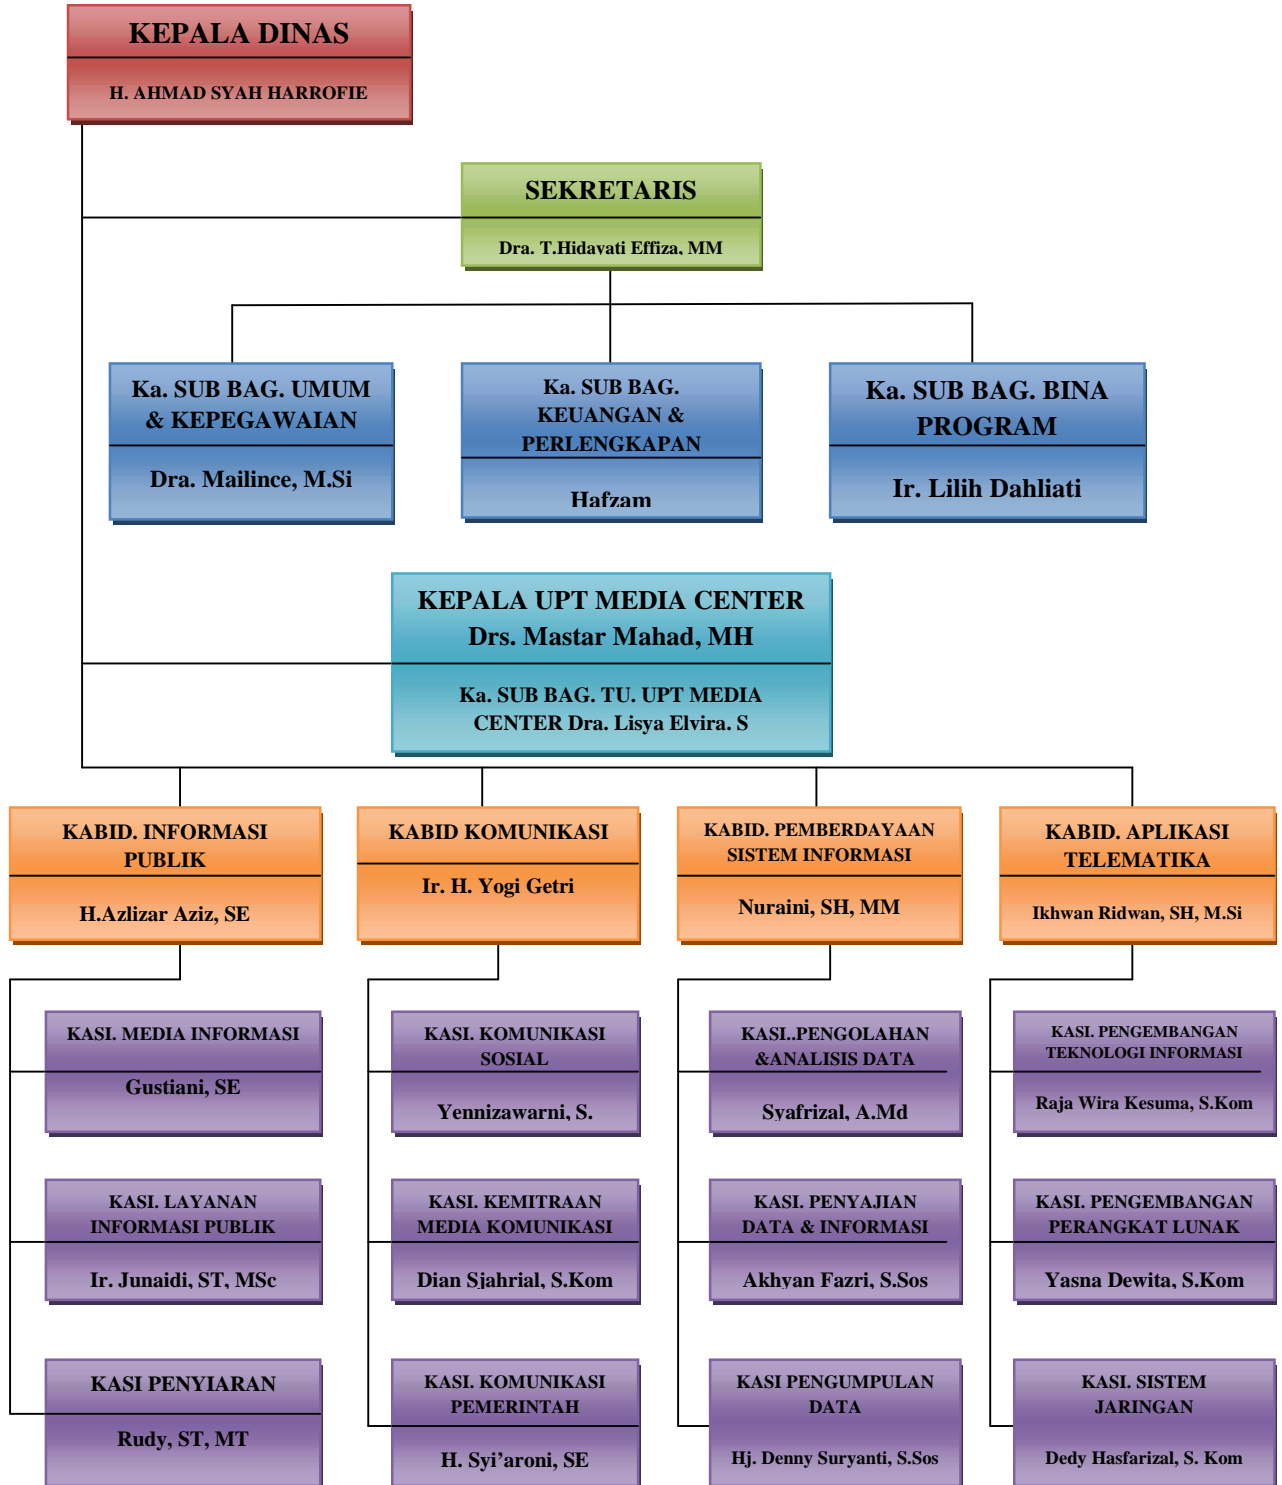 KEPALA DINAS
H. AHMAD SYAH HARROFIE
SEKRETARIS
Dra. T.Hidayati Effiza, MM
Ka. SUB BAG. UMUM
& KEPEGAWAIAN
Dra. Mailince, M.Si
Ka. SUB BAG.
KEUANGAN &
PERLENGKAPAN
Hafzam
Ka. SUB BAG. BINA
PROGRAM
Ir. Lilih Dahliati
KEPALA UPT MEDIA CENTER
Drs. Mastar Mahad, MH
Ka. SUB BAG. TU. UPT MEDIA
CENTER Dra. Lisya Elvira. S
KABID. INFORMASI
PUBLIK
H.Azlizar Aziz, SE
KABID KOMUNIKASI
Ir. H. Yogi Getri
KABID. PEMBERDAYAAN
SISTEM INFORMASI
Nuraini, SH, MM
KABID. APLIKASI
TELEMATIKA
Ikhwan Ridwan, SH, M.Si
KASI. MEDIA INFORMASI
Gustiani, SE
KASI. KOMUNIKASI
SOSIAL
Yennizawarni, S.
KASI..PENGOLAHAN
&ANALISIS DATA
Syafrizal, A.Md
KASI. PENGEMBANGAN
TEKNOLOGI INFORMASI
Raja Wira Kesuma, S.Kom
KASI. LAYANAN
INFORMASI PUBLIK
Ir. Junaidi, ST, MSc
KASI. KEMITRAAN
MEDIA KOMUNIKASI
Dian Sjahrial, S.Kom
KASI. PENYAJIAN
DATA & INFORMASI
Akhyan Fazri, S.Sos
KASI. PENGEMBANGAN
PERANGKAT LUNAK
Yasna Dewita, S.Kom
KASI PENYIARAN
Rudy, ST, MT
KASI. KOMUNIKASI
PEMERINTAH
H. Syi’aroni, SE
KASI PENGUMPULAN
DATA
Hj. Denny Suryanti, S.Sos
KASI. SISTEM
JARINGAN
Dedy Hasfarizal, S. Kom